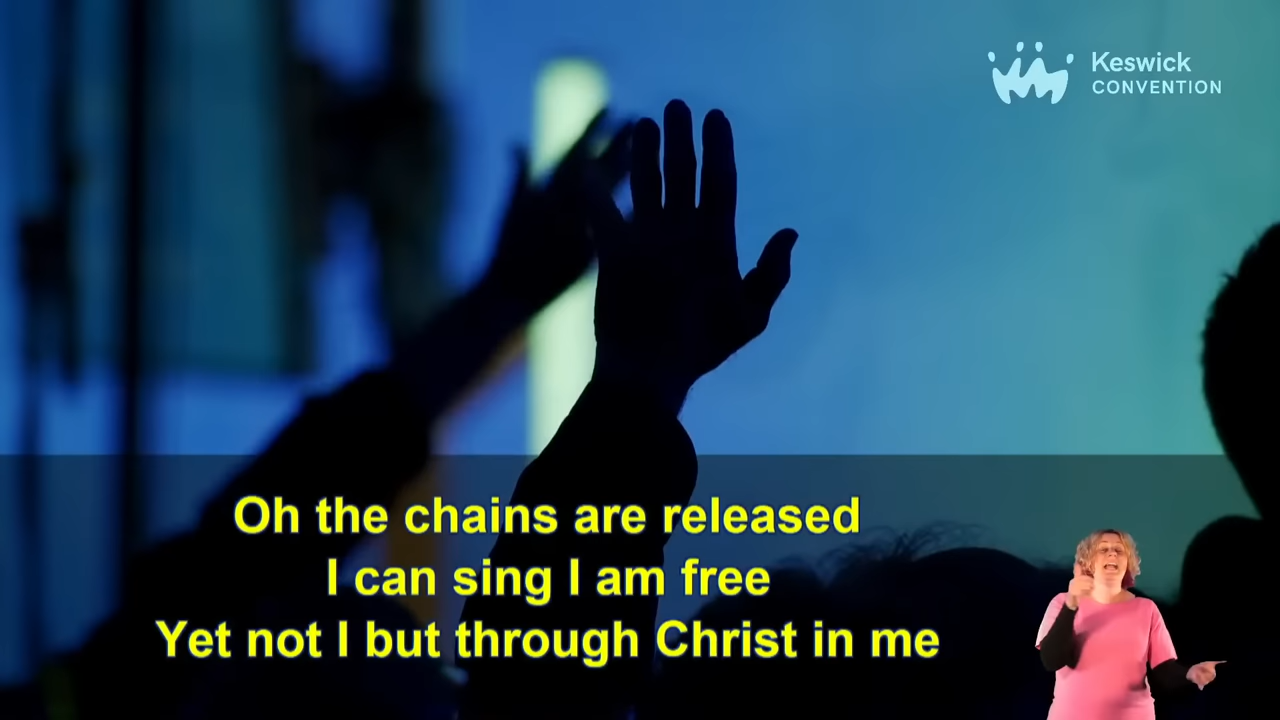 Keswick
CONVENTION
Oh the chains are released
I can sing I am free
Yet not I but through Christ in me